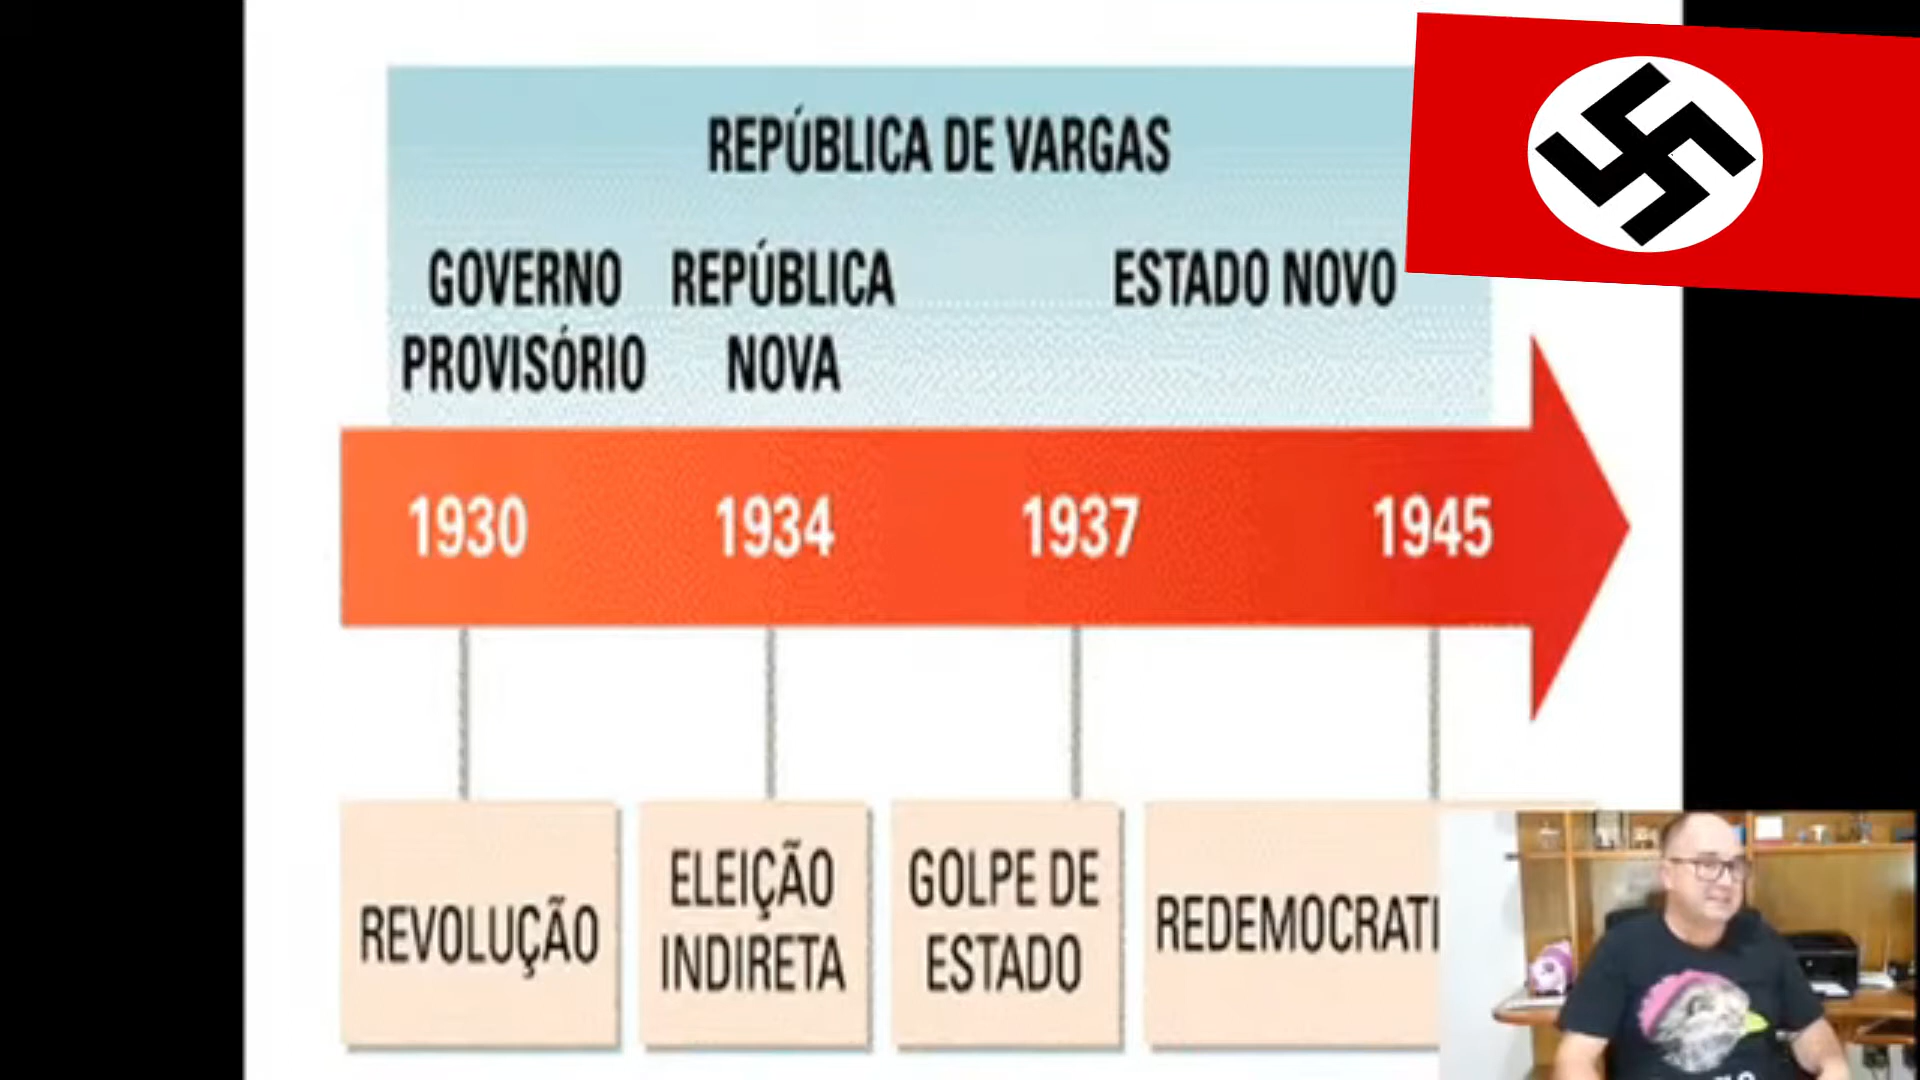 REPÚBLICA DE VARGAS
GOVERNO
PROVISÓRIO
REPÚBLICA
NOVA
ESTADO NOVO
1930
1934
1937
1945
REVOLUÇÃO
ELEIÇÃO
INDIRETA
GOLPE DE
ESTADO
REDEMOCRATI